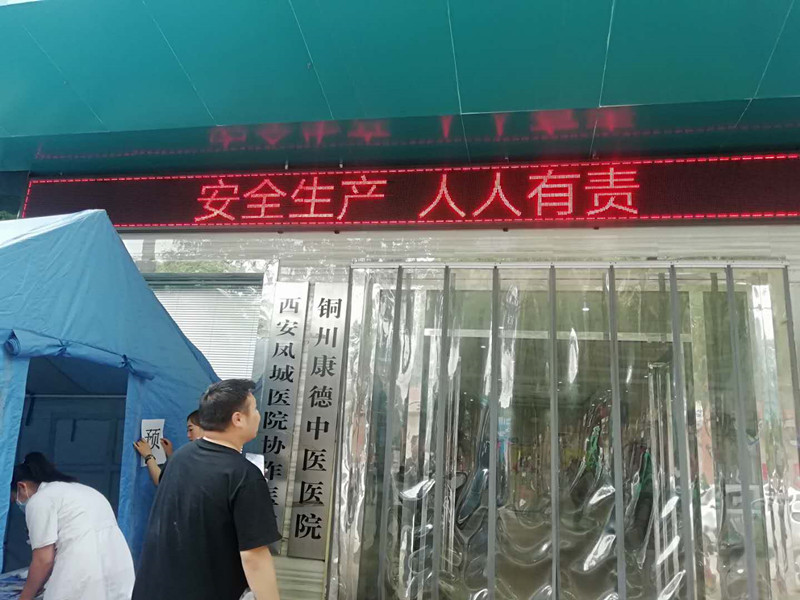 安全生产 人人有责
铜川康德中医医院
西安凤城医院协作医
预